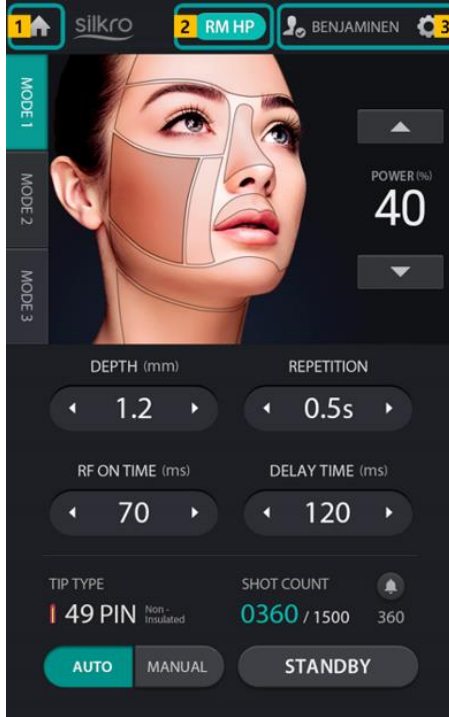 1 silkro 2 RM HP BENJAMINEN 3
MODE 1
MODE 2
MODE 3
POWER (%)
40
DEPTH (mm) REPETITION
1.2 0.5s
RF ON TIME (ms) DELAY TIME (ms)
70 120
TIP TYPE SHOT COUNT
49 PIN Non-Insulated 0360 / 1500 360
AUTO MANUAL STANDBY